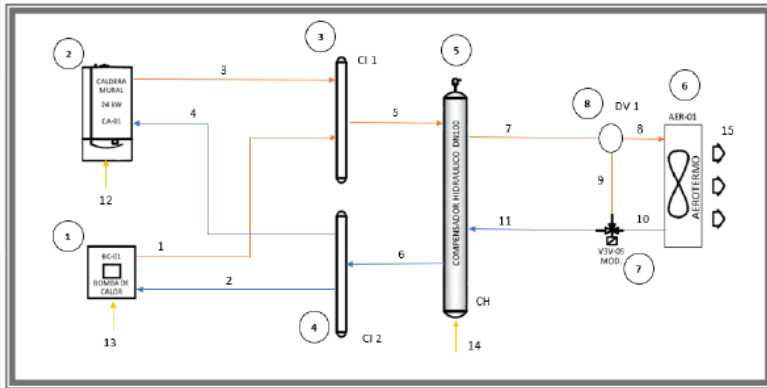 3
5
6
2
CI 1
8
DV 1
CALDERA
MURAL
24 kW
CA-01
3
4
5
7
8
AER-01
15
9
AEROTERMO
COMPENSADOR HIDRAULICO DN100
12
11
10
V3V-05
MOD.
7
1
BC-01
BOMBA DE
CALOR
1
2
6
CH
13
4
CI 2
14